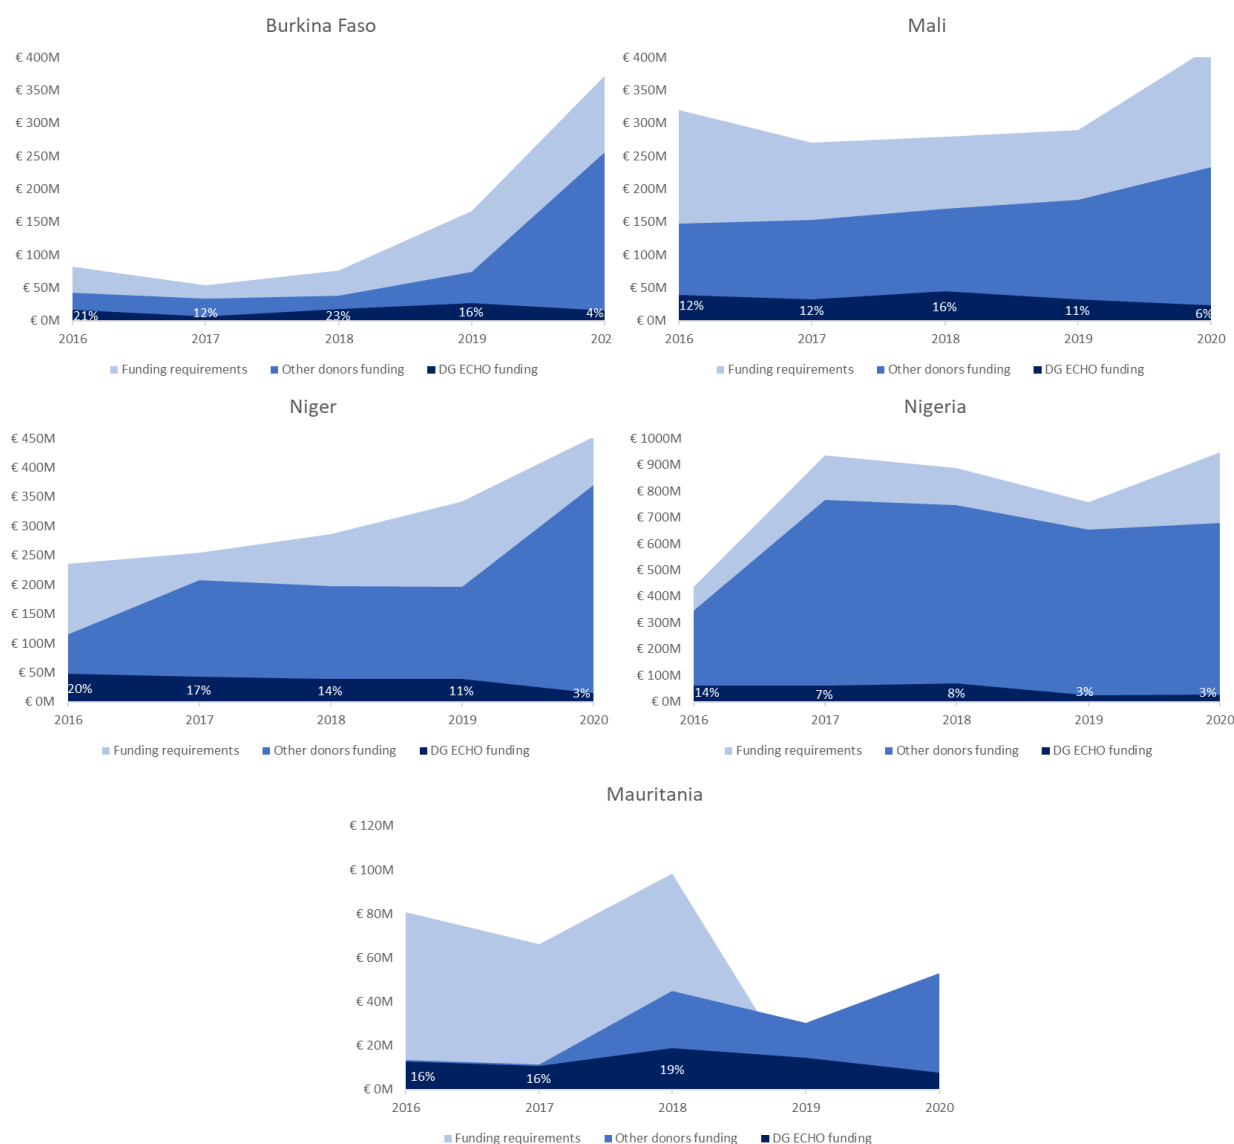 Burkina Faso
€ 400M
€ 350M
€ 300M
€ 250M
€ 200M
€ 150M
€ 100M
€ 50M
€ 0M
21%
12%
23%
16%
4%
2016
2017
2018
2019
202
Funding requirements
Other donors funding
DG ECHO funding
Mali
€ 400M
€ 350M
€ 300M
€ 250M
€ 200M
€ 150M
€ 100M
€ 50M
€ 0M
12%
12%
16%
11%
6%
2016
2017
2018
2019
2020
Funding requirements
Other donors funding
DG ECHO funding
Niger
€ 450M
€ 400M
€ 350M
€ 300M
€ 250M
€ 200M
€ 150M
€ 100M
€ 50M
€ 0M
20%
17%
14%
11%
3%
2016
2017
2018
2019
2020
Funding requirements
Other donors funding
DG ECHO funding
Nigeria
€ 1000M
€ 900M
€ 800M
€ 700M
€ 600M
€ 500M
€ 400M
€ 300M
€ 200M
€ 100M
€ 0M
14%
7%
8%
3%
3%
2016
2017
2018
2019
2020
Funding requirements
Other donors funding
DG ECHO funding
Mauritania
€ 120M
€ 100M
€ 80M
€ 60M
€ 40M
€ 20M
€ 0M
16%
16%
19%
2016
2017
2018
2019
2020
Funding requirements
Other donors funding
DG ECHO funding